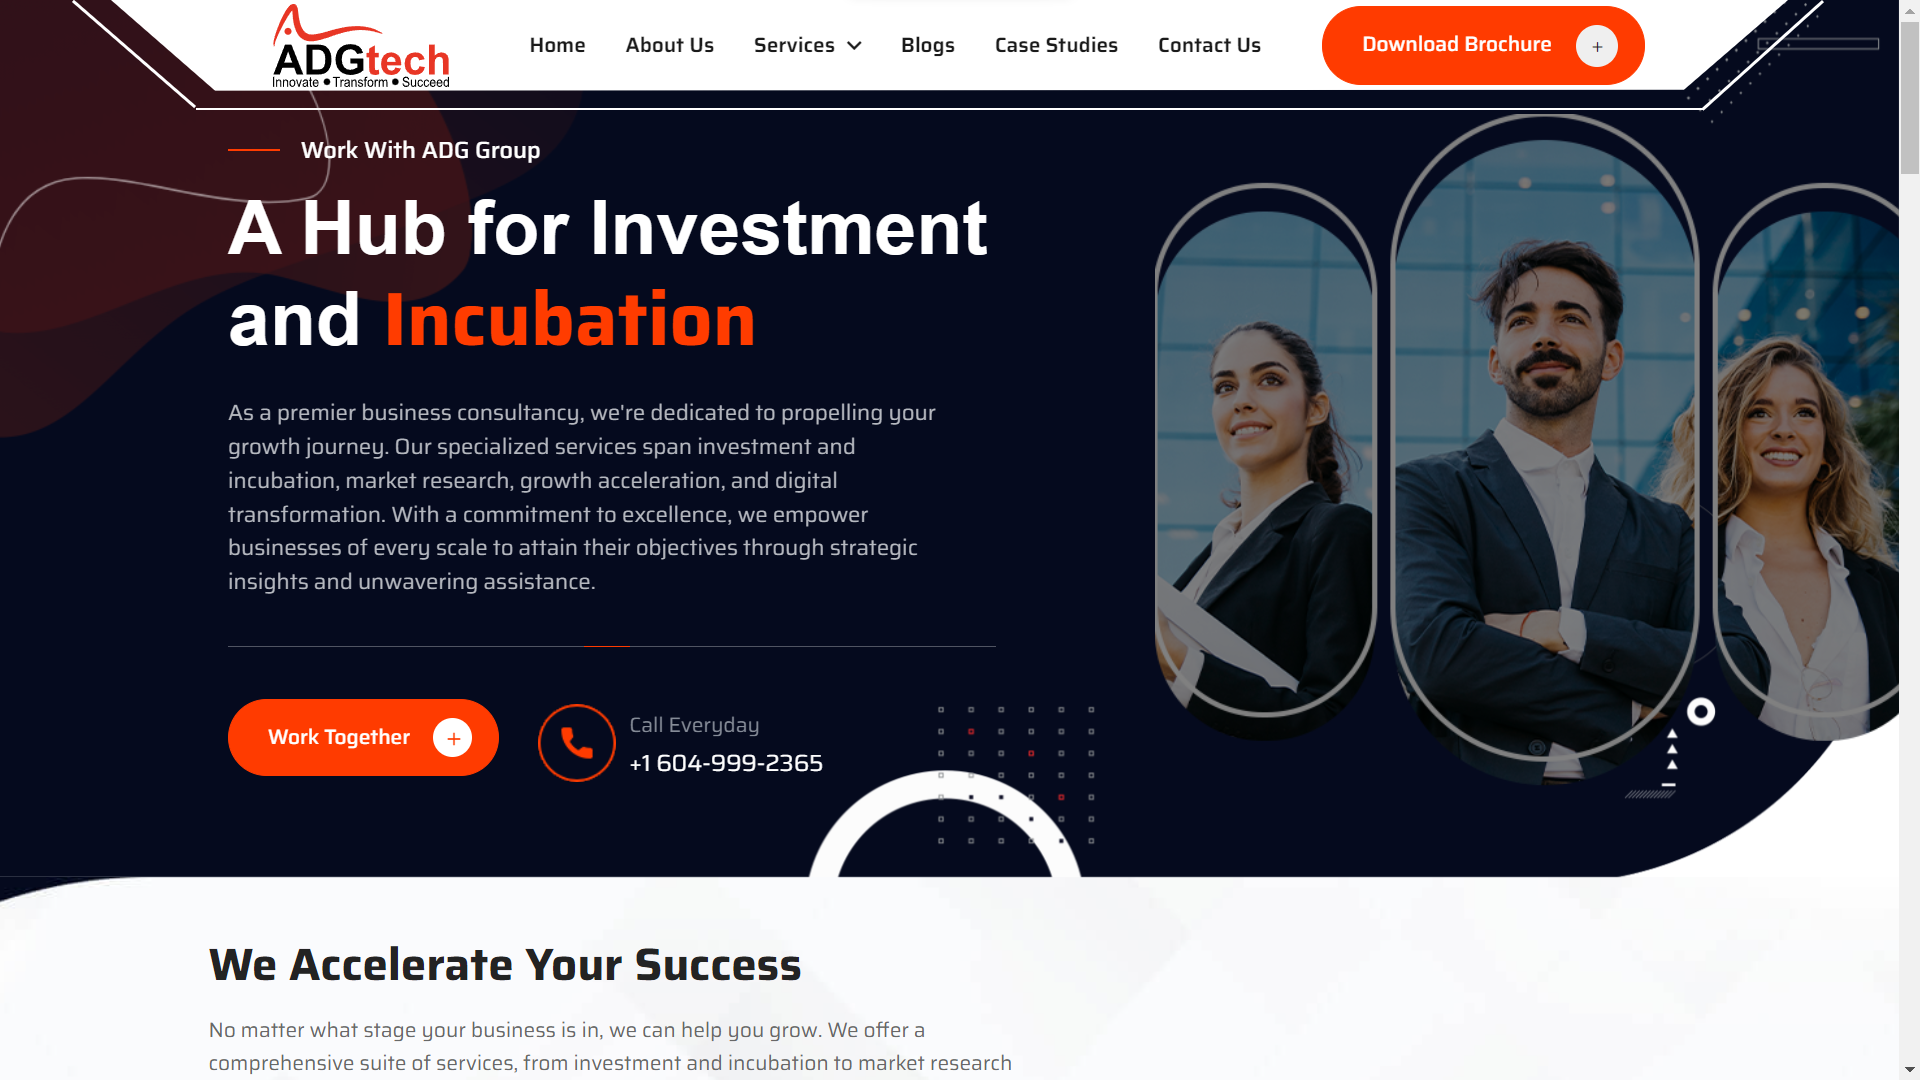 ADGtech
Innovate • Transform • Succeed
Home
About Us
Services
Blogs
Case Studies
Contact Us
Download Brochure
Work With ADG Group
A Hub for Investment
and Incubation
As a premier business consultancy, we're dedicated to propelling your
growth journey. Our specialized services span investment and
incubation, market research, growth acceleration, and digital
transformation. With a commitment to excellence, we empower
businesses of every scale to attain their objectives through strategic
insights and unwavering assistance.
Work Together
Call Everyday
+1 604-999-2365
We Accelerate Your Success
No matter what stage your business is in, we can help you grow. We offer a
comprehensive suite of services, from investment and incubation to market research